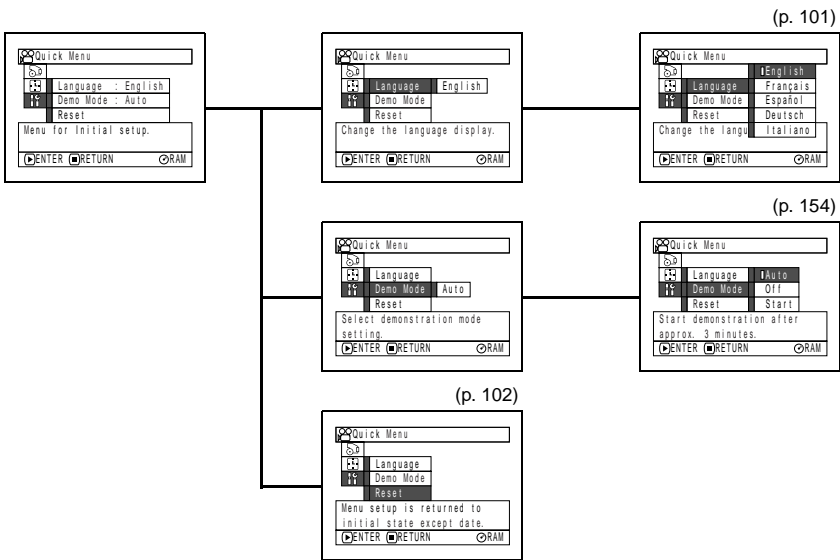 (p. 101)
Quick Menu
Language : English
Demo Mode : Auto
Reset
Menu for Initial setup.
ENTER RETURN RAM
Quick Menu
Language English
Demo Mode
Reset
Change the language display.
ENTER RETURN RAM
Quick Menu
English
Language Français
Demo Mode Español
Reset Deutsch
Change the langu Italiano
ENTER RETURN RAM
(p. 154)
Quick Menu
Language
Demo Mode Auto
Reset
Select demonstration mode
setting.
ENTER RETURN RAM
Quick Menu
Language Auto
Demo Mode Off
Reset Start
Start demonstration after
approx. 3 minutes.
ENTER RETURN RAM
(p. 102)
Quick Menu
Language
Demo Mode
Reset
Menu setup is returned to
initial state except date.
ENTER RETURN RAM